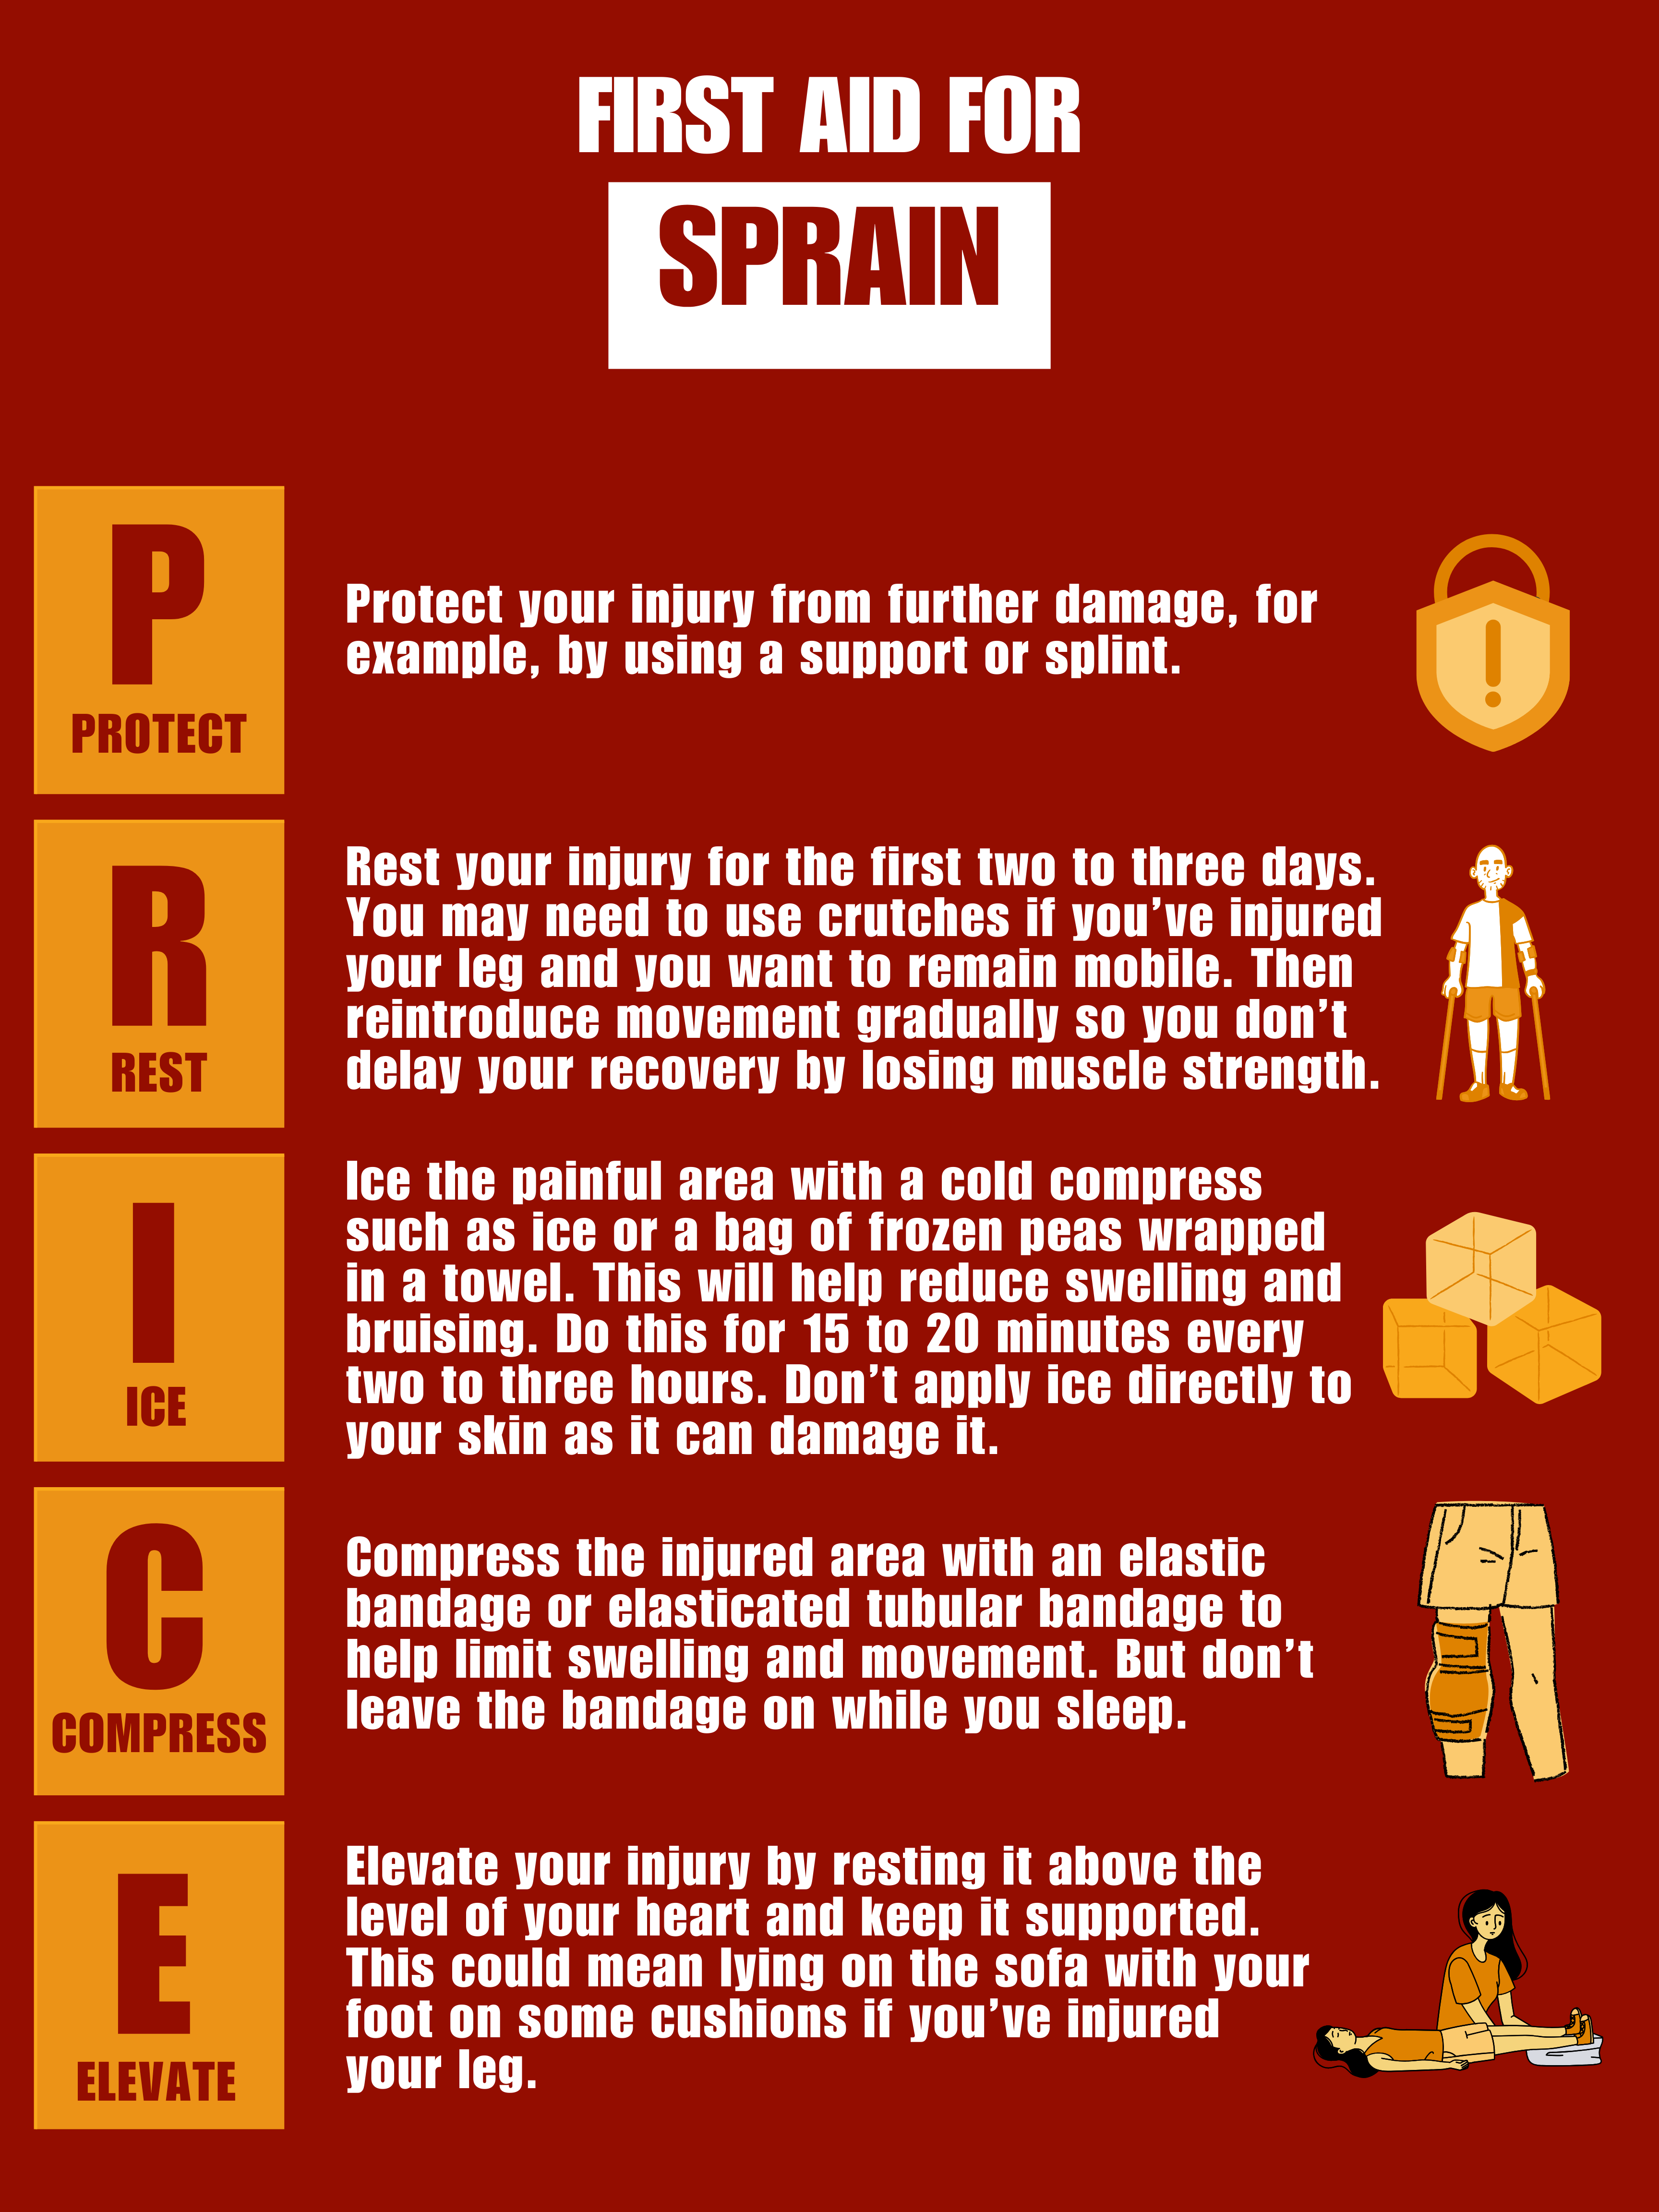 FIRST AID FOR
SPRAIN
P
PROTECT
Protect your injury from further damage, for
example, by using a support or splint.
R
REST
Rest your injury for the first two to three days.
You may need to use crutches if you’ve injured
your leg and you want to remain mobile. Then
reintroduce movement gradually so you don’t
delay your recovery by losing muscle strength.
I
ICE
Ice the painful area with a cold compress
such as ice or a bag of frozen peas wrapped
in a towel. This will help reduce swelling and
bruising. Do this for 15 to 20 minutes every
two to three hours. Don’t apply ice directly to
your skin as it can damage it.
C
COMPRESS
Compress the injured area with an elastic
bandage or elasticated tubular bandage to
help limit swelling and movement. But don’t
leave the bandage on while you sleep.
E
ELEVATE
Elevate your injury by resting it above the
level of your heart and keep it supported.
This could mean lying on the sofa with your
foot on some cushions if you’ve injured
your leg.